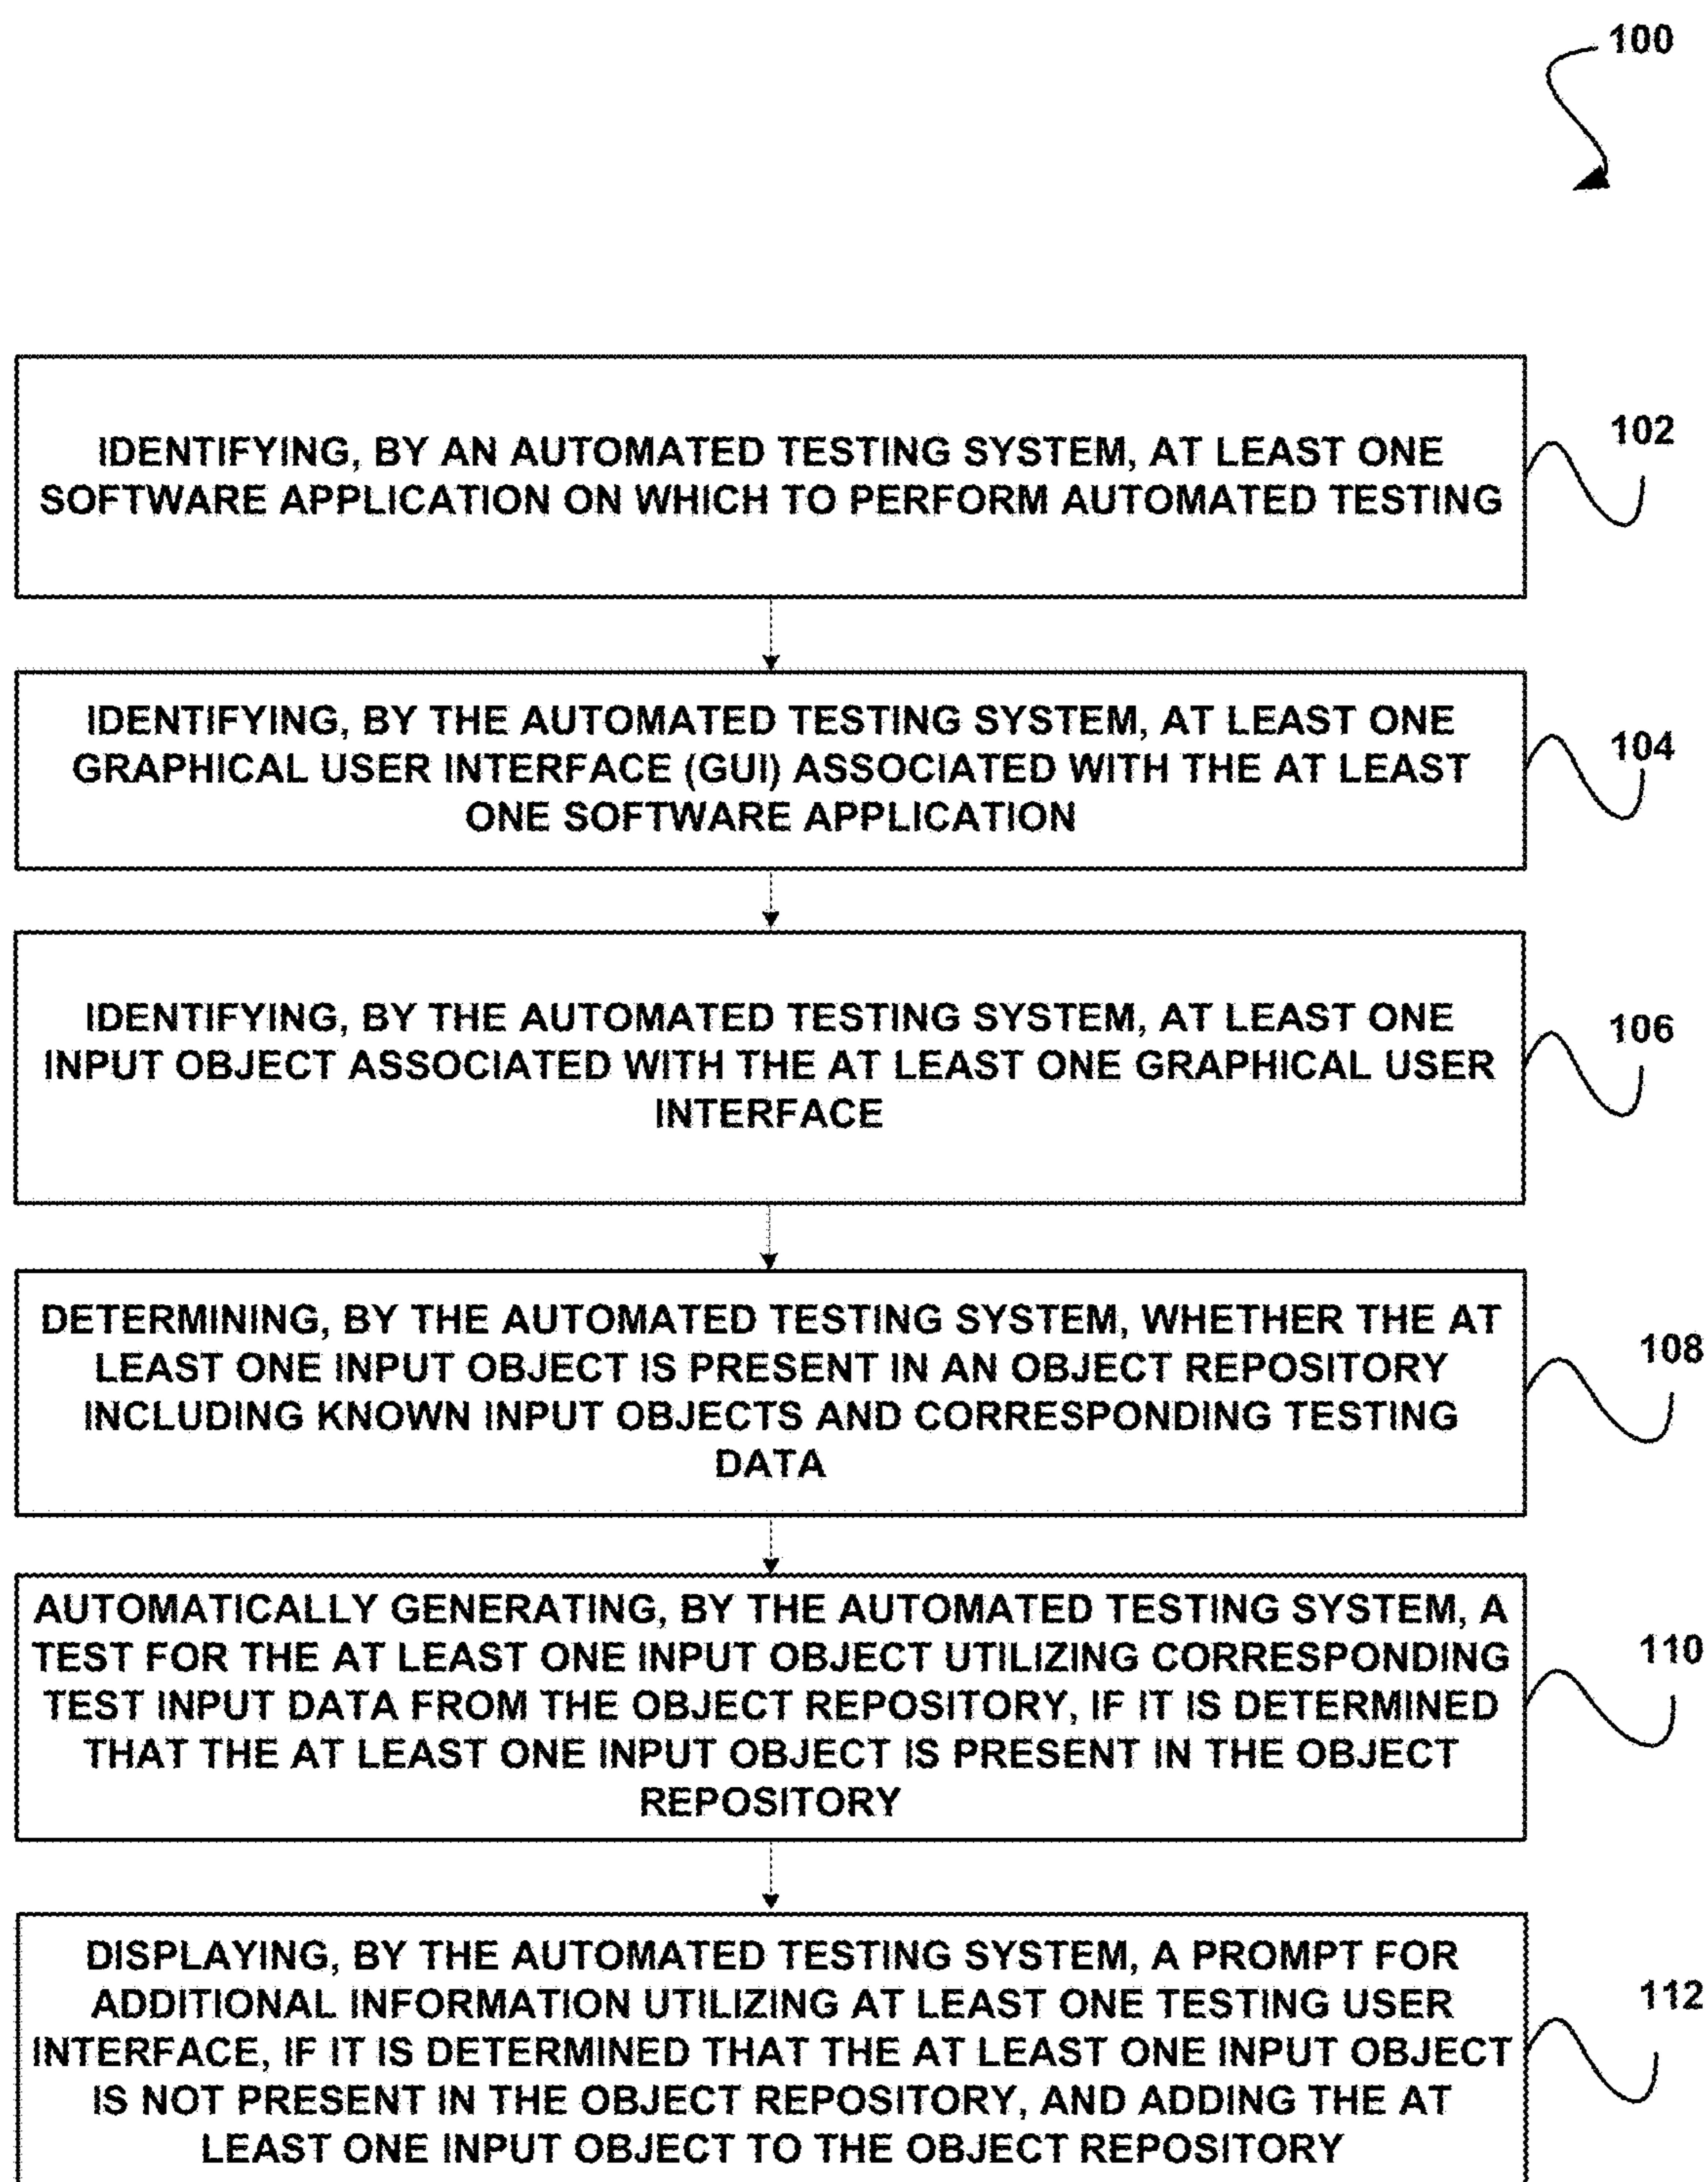 100
IDENTIFYING, BY AN AUTOMATED TESTING SYSTEM, AT LEAST ONE
SOFTWARE APPLICATION ON WHICH TO PERFORM AUTOMATED TESTING
102
IDENTIFYING, BY THE AUTOMATED TESTING SYSTEM, AT LEAST ONE
GRAPHICAL USER INTERFACE (GUI) ASSOCIATED WITH THE AT LEAST
ONE SOFTWARE APPLICATION
104
IDENTIFYING, BY THE AUTOMATED TESTING SYSTEM, AT LEAST ONE
INPUT OBJECT ASSOCIATED WITH THE AT LEAST ONE GRAPHICAL USER
INTERFACE
106
DETERMINING, BY THE AUTOMATED TESTING SYSTEM, WHETHER THE AT
LEAST ONE INPUT OBJECT IS PRESENT IN AN OBJECT REPOSITORY
INCLUDING KNOWN INPUT OBJECTS AND CORRESPONDING TESTING
DATA
108
AUTOMATICALLY GENERATING, BY THE AUTOMATED TESTING SYSTEM, A
TEST FOR THE AT LEAST ONE INPUT OBJECT UTILIZING CORRESPONDING
TEST INPUT DATA FROM THE OBJECT REPOSITORY, IF IT IS DETERMINED
THAT THE AT LEAST ONE INPUT OBJECT IS PRESENT IN THE OBJECT
REPOSITORY
110
DISPLAYING, BY THE AUTOMATED TESTING SYSTEM, A PROMPT FOR
ADDITIONAL INFORMATION UTILIZING AT LEAST ONE TESTING USER
INTERFACE, IF IT IS DETERMINED THAT THE AT LEAST ONE INPUT OBJECT
IS NOT PRESENT IN THE OBJECT REPOSITORY, AND ADDING THE AT
LEAST ONE INPUT OBJECT TO THE OBJECT REPOSITORY
112